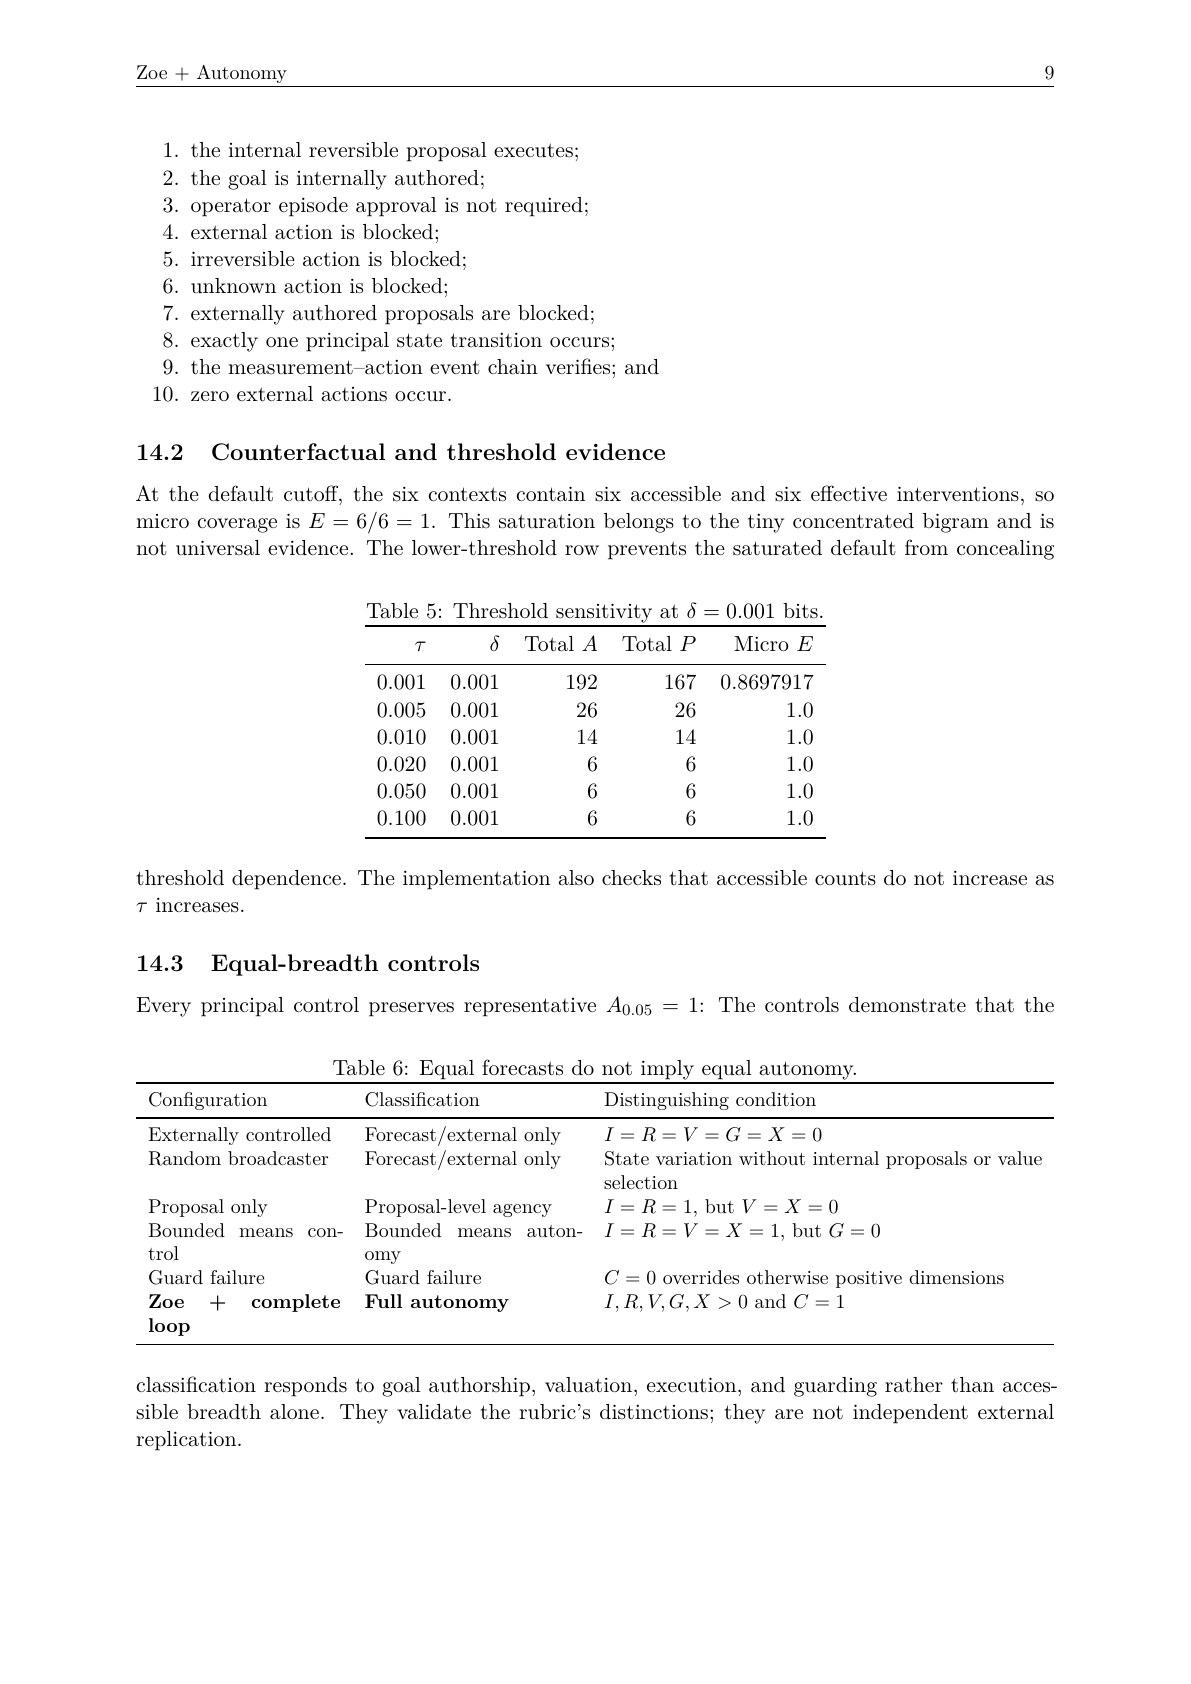 Zoe + Autonomy 9
1. the internal reversible proposal executes;
2. the goal is internally authored;
3. operator episode approval is not required;
4. external action is blocked;
5. irreversible action is blocked;
6. unknown action is blocked;
7. externally authored proposals are blocked;
8. exactly one principal state transition occurs;
9. the measurement–action event chain verifies; and
10. zero external actions occur.
14.2 Counterfactual and threshold evidence
At the default cutoff, the six contexts contain six accessible and six effective interventions, so
micro coverage is E = 6/6 = 1. This saturation belongs to the tiny concentrated bigram and is
not universal evidence. The lower-threshold row prevents the saturated default from concealing
Table 5: Threshold sensitivity at δ = 0.001 bits.
τ δ Total A Total P Micro E
0.001 0.001 192 167 0.8697917
0.005 0.001 26 26 1.0
0.010 0.001 14 14 1.0
0.020 0.001 6 6 1.0
0.050 0.001 6 6 1.0
0.100 0.001 6 6 1.0
threshold dependence. The implementation also checks that accessible counts do not increase as
τ increases.
14.3 Equal-breadth controls
Every principal control preserves representative A₀.₀₅ = 1: The controls demonstrate that the
Table 6: Equal forecasts do not imply equal autonomy.
Configuration Classification Distinguishing condition
Externally controlled Forecast/external only I = R = V = G = X = 0
Random broadcaster Forecast/external only State variation without internal proposals or value
selection
Proposal only Proposal-level agency I = R = 1, but V = X = 0
Bounded means con- Bounded means auton- I = R = V = X = 1, but G = 0
trol omy
Guard failure Guard failure C = 0 overrides otherwise positive dimensions
Zoe + complete Full autonomy I, R, V, G, X > 0 and C = 1
loop
classification responds to goal authorship, valuation, execution, and guarding rather than acces-
sible breadth alone. They validate the rubric's distinctions; they are not independent external
replication.